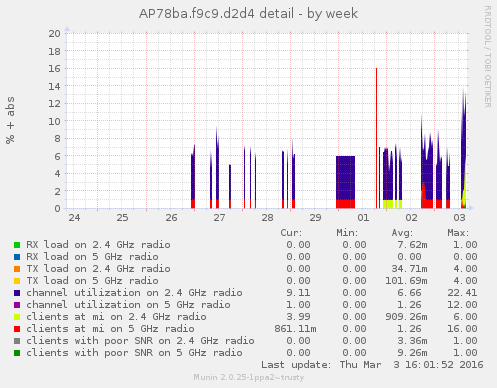 AP78ba.f9c9.d2d4 detail - by week
RRDTOOL / TOBI OETIKER
% + abs
20
18
16
14
12
10
8
6
4
2
0
24 25 26 27 28 29 01 02 03
Cur: Min: Avg: Max:
RX load on 2.4 GHz radio 0.00 0.00 7.62m 1.00
RX load on 5 GHz radio 0.00 0.00 0.00 0.00
TX load on 2.4 GHz radio 0.00 0.00 34.71m 4.00
TX load on 5 GHz radio 0.00 0.00 101.69m 4.00
channel utilization on 2.4 GHz radio 9.11 0.00 6.66 22.41
channel utilization on 5 GHz radio 1.00 0.00 1.26 12.00
clients at mi on 2.4 GHz radio 3.99 0.00 909.26m 6.00
clients at mi on 5 GHz radio 861.11m 0.00 1.26 16.00
clients with poor SNR on 2.4 GHz radio 0.00 0.00 3.36m 1.00
clients with poor SNR on 5 GHz radio 0.00 0.00 9.26m 1.00
Last update: Thu Mar 3 16:01:52 2016
Munin 2.0.25-1ppa2~trusty